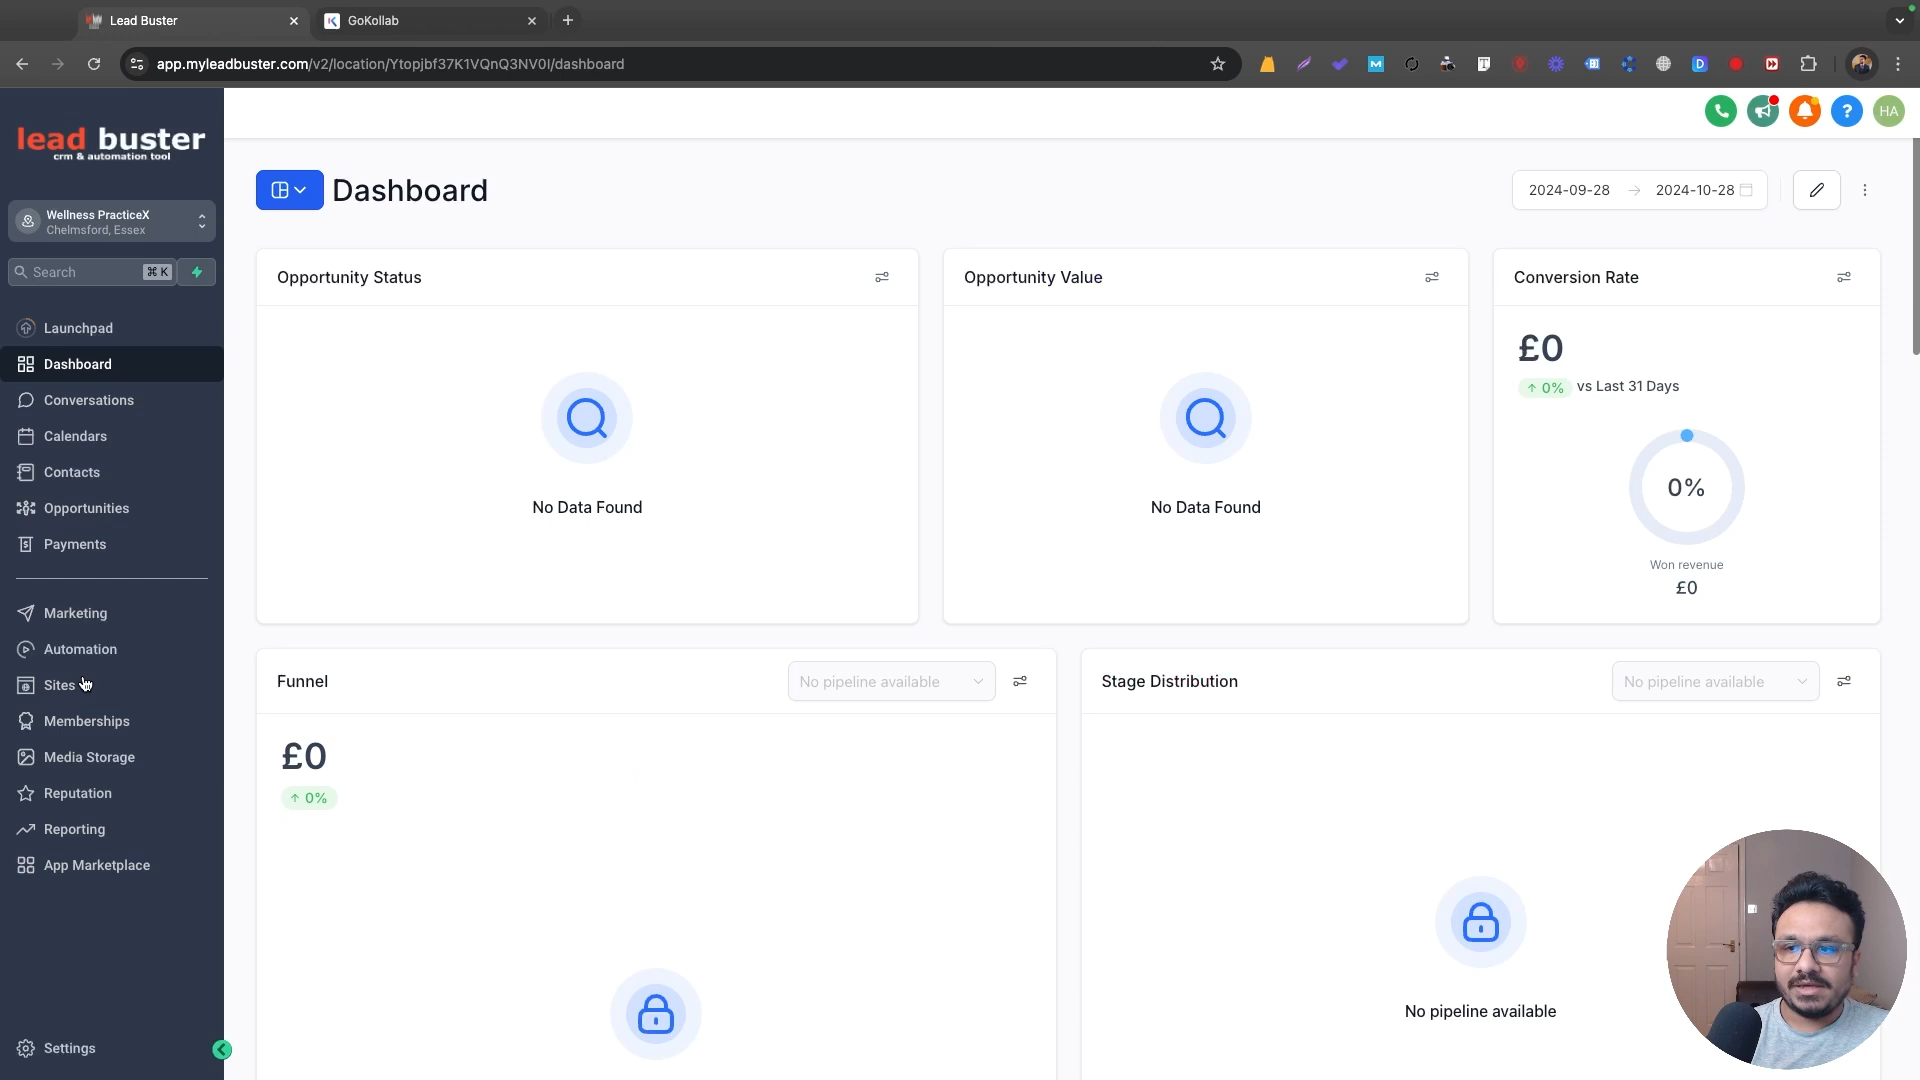 Lead Buster
GoKollab
app.myleadbuster.com/v2/location/Ytopjbf37K1VQnQ3NV0I/dashboard
lead buster
crm & automation tool
HA
Wellness PracticeX
Chelmsford, Essex
Search
⌘ K
Launchpad
Dashboard
Conversations
Calendars
Contacts
Opportunities
Payments
Marketing
Automation
Sites
Memberships
Media Storage
Reputation
Reporting
App Marketplace
Settings
Dashboard
2024-09-28 → 2024-10-28
Opportunity Status
No Data Found
Opportunity Value
No Data Found
Conversion Rate
£0
↑ 0% vs Last 31 Days
0%
Won revenue
£0
Funnel
No pipeline available
£0
↑ 0%
Stage Distribution
No pipeline available
No pipeline available